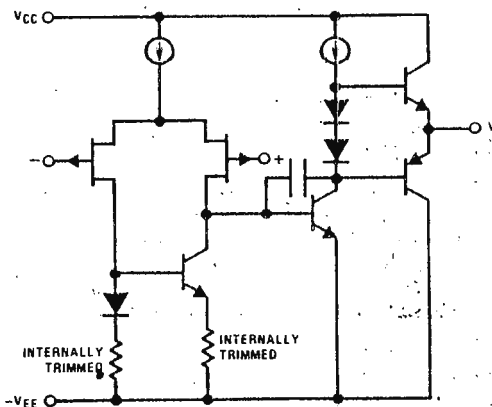 VCC
V
−
+
INTERNALLY
TRIMMED
INTERNALLY
TRIMMED
−VEE